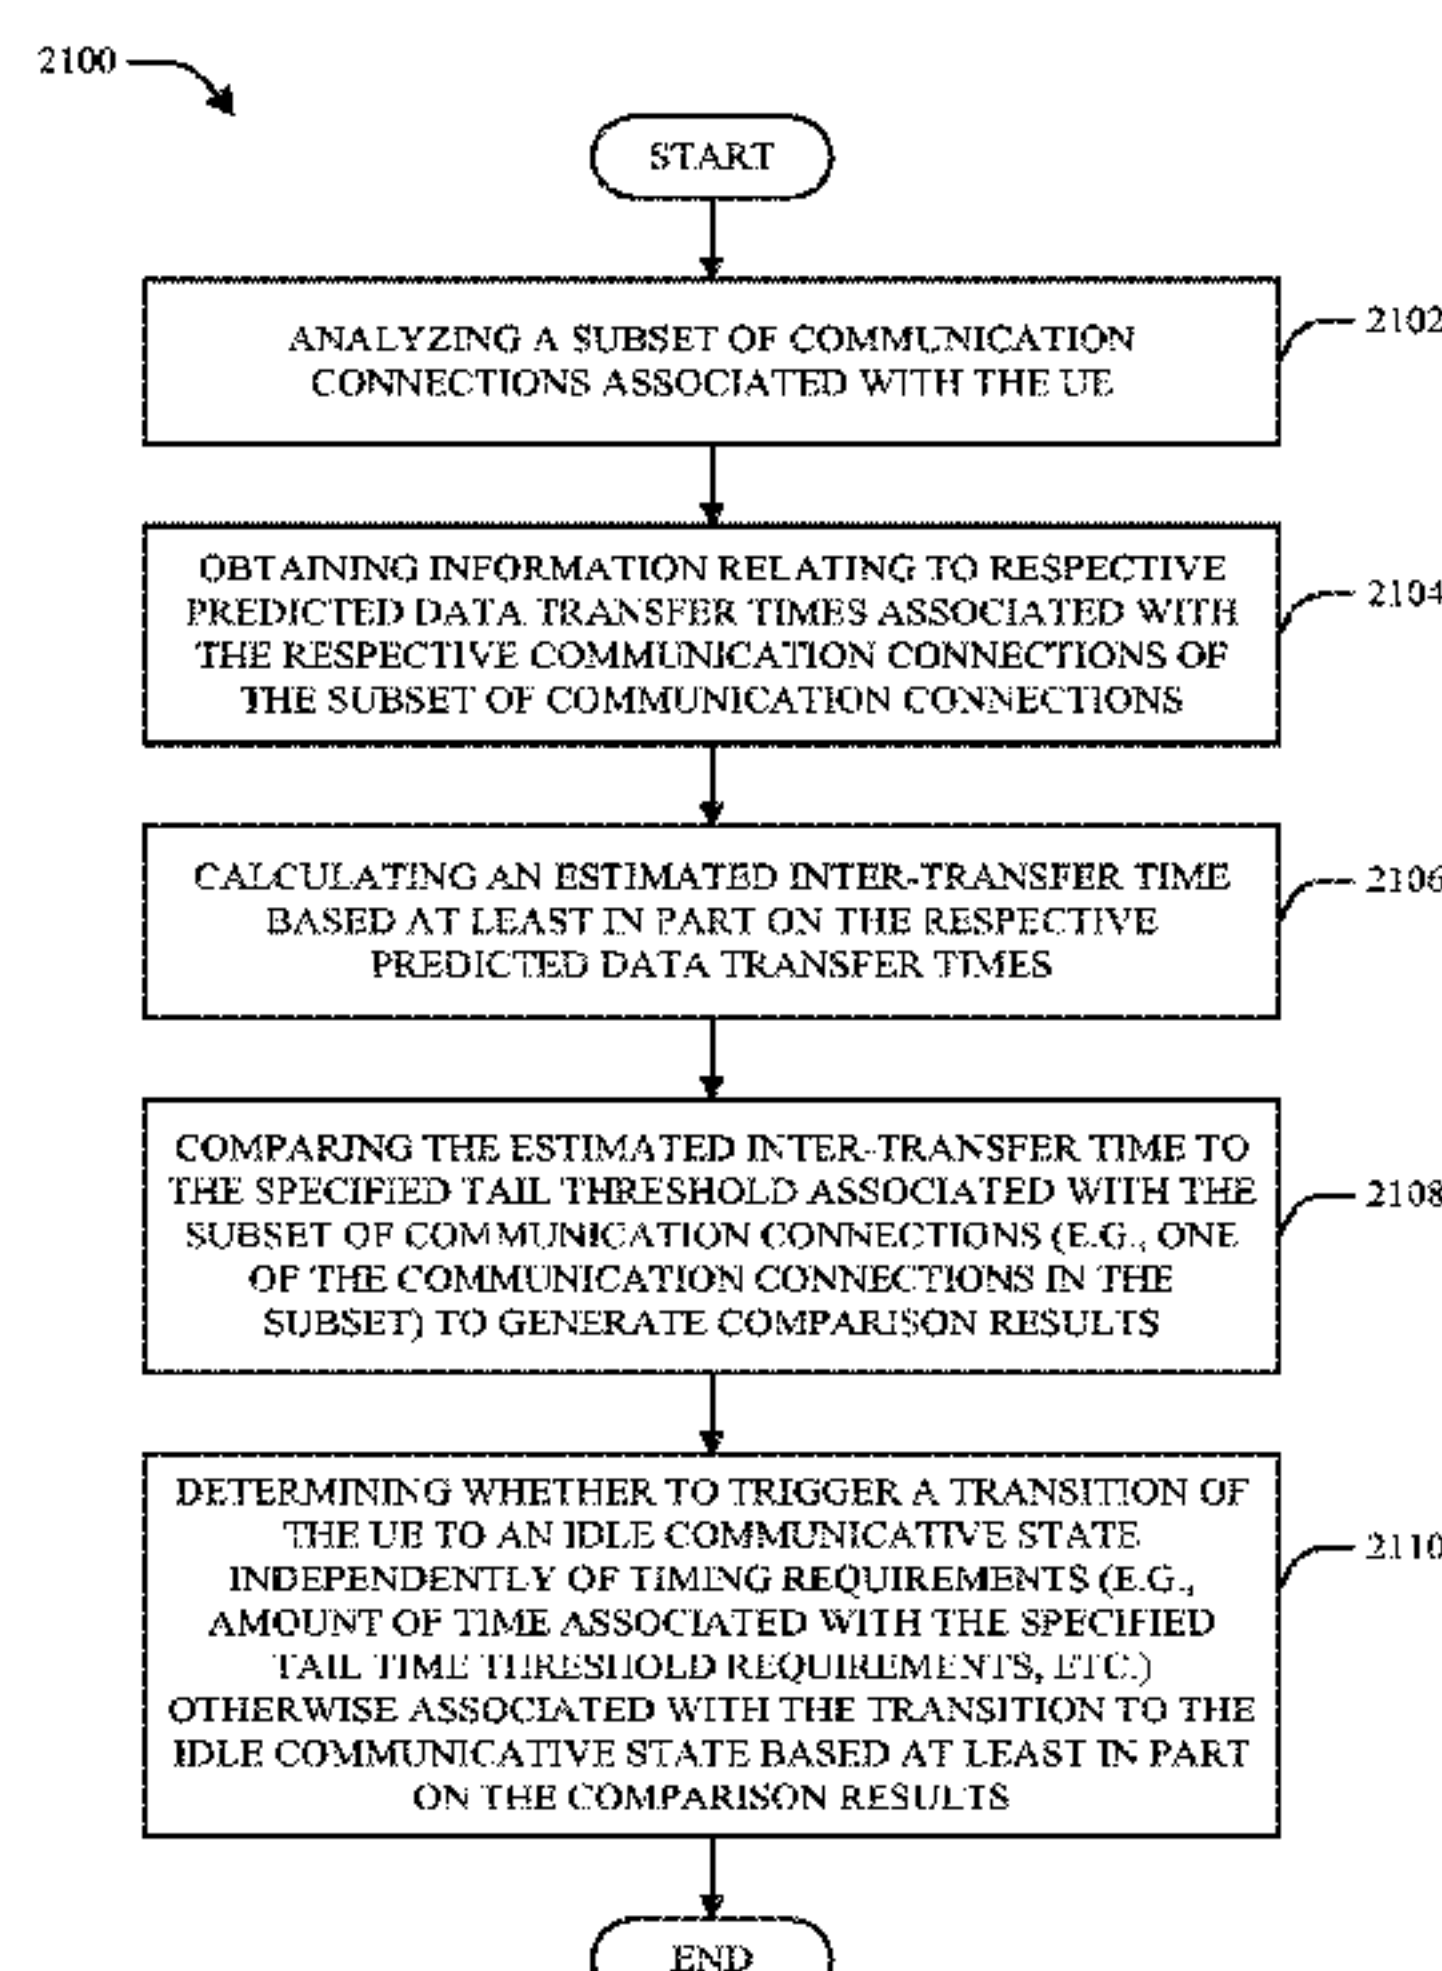 2100
START
ANALYZING A SUBSET OF COMMUNICATION
CONNECTIONS ASSOCIATED WITH THE UE
2102
OBTAINING INFORMATION RELATING TO RESPECTIVE
PREDICTED DATA TRANSFER TIMES ASSOCIATED WITH
THE RESPECTIVE COMMUNICATION CONNECTIONS OF
THE SUBSET OF COMMUNICATION CONNECTIONS
2104
CALCULATING AN ESTIMATED INTER-TRANSFER TIME
BASED AT LEAST IN PART ON THE RESPECTIVE
PREDICTED DATA TRANSFER TIMES
2106
COMPARING THE ESTIMATED INTER-TRANSFER TIME TO
THE SPECIFIED TAIL THRESHOLD ASSOCIATED WITH THE
SUBSET OF COMMUNICATION CONNECTIONS (E.G., ONE
OF THE COMMUNICATION CONNECTIONS IN THE
SUBSET) TO GENERATE COMPARISON RESULTS
2108
DETERMINING WHETHER TO TRIGGER A TRANSITION OF
THE UE TO AN IDLE COMMUNICATIVE STATE
INDEPENDENTLY OF TIMING REQUIREMENTS (E.G.,
AMOUNT OF TIME ASSOCIATED WITH THE SPECIFIED
TAIL TIME THRESHOLD REQUIREMENTS, ETC.)
OTHERWISE ASSOCIATED WITH THE TRANSITION TO THE
IDLE COMMUNICATIVE STATE BASED AT LEAST IN PART
ON THE COMPARISON RESULTS
2110
END